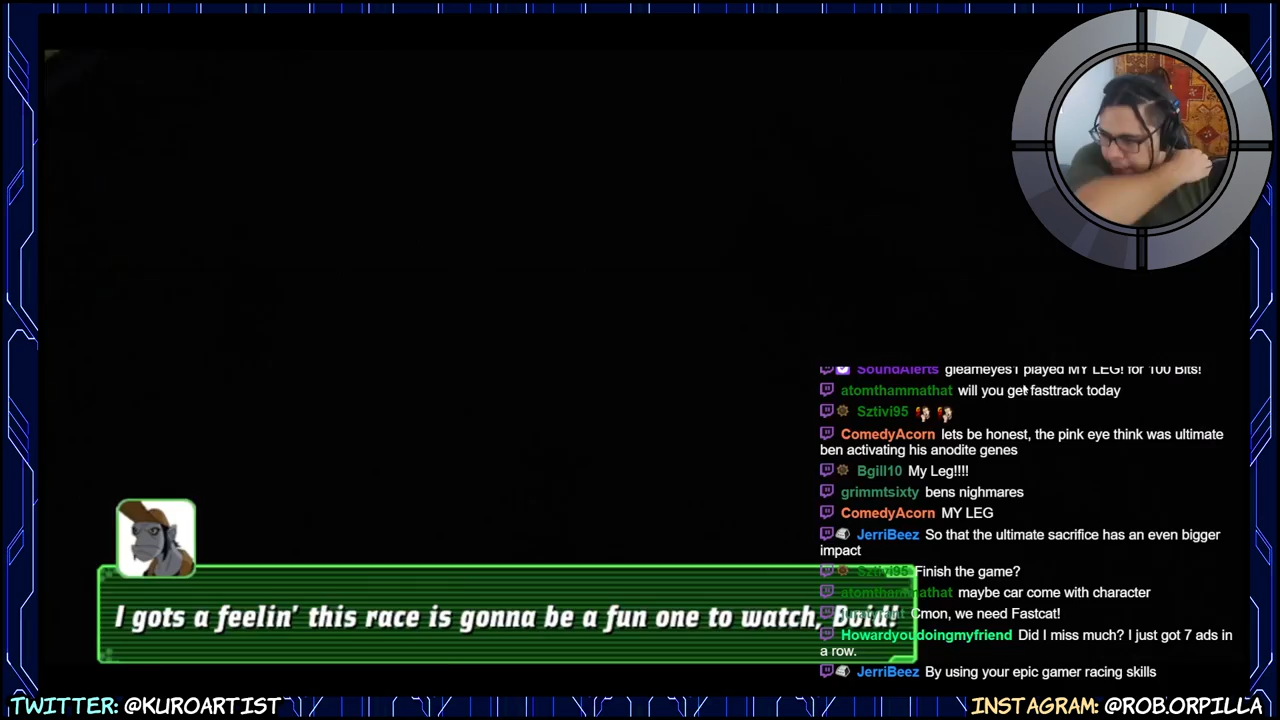 SoundAlerts gleameyes1 played MY LEG! for 100 Bits!
atomthammathat will you get fasttrack today
Sztivi95
ComedyAcorn lets be honest, the pink eye think was ultimate
ben activating his anodite genes
Bgill10 My Leg!!!!
grimmtsixty bens nighmares
ComedyAcorn MY LEG
JerriBeez So that the ultimate sacrifice has an even bigger
impact
Sztivi95 Finish the game?
atomthammathat maybe car come with character
Cmon, we need Fastcat!
Howardyoudoingmyfriend Did I miss much? I just got 7 ads in
a row.
JerriBeez By using your epic gamer racing skills
I gots a feelin' this race is gonna be a fun one to watch, Boid!
TWITTER: @KUROARTIST
INSTAGRAM: @ROB.ORPILLA